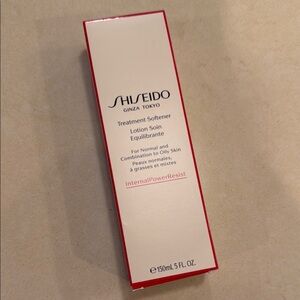 SHISEIDO
GINZA TOKYO
Treatment Softener
Lotion Soin
Equilibrante
For Normal and
Combination to Oily Skin
Peaux normales,
à grasses et mixtes
InternalPowerResist
℮150mL 5 FL. OZ.